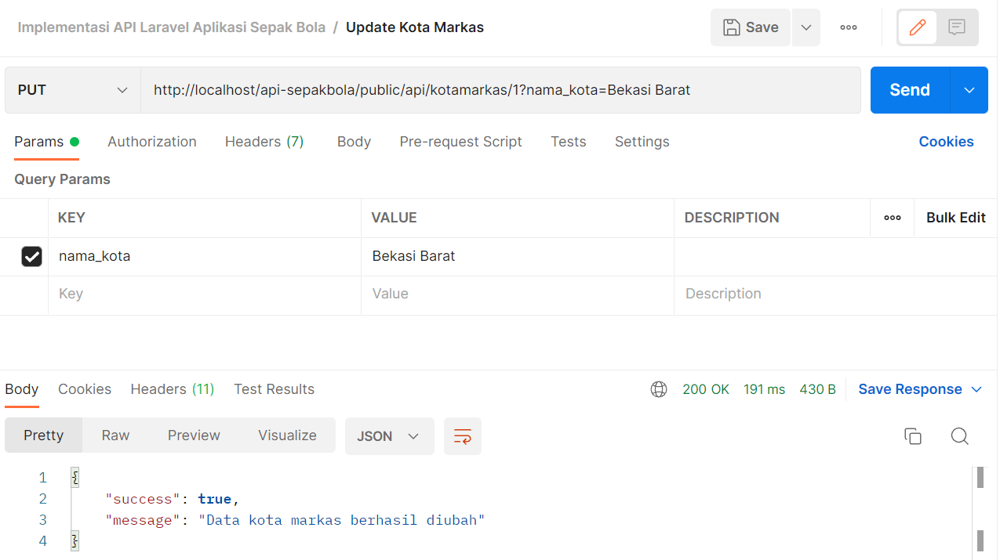 Implementasi API Laravel Aplikasi Sepak Bola / Update Kota Markas
Save
PUT
http://localhost/api-sepakbola/public/api/kotamarkas/1?nama_kota=Bekasi Barat
Send
Params Authorization Headers (7) Body Pre-request Script Tests Settings Cookies
Query Params
KEY VALUE DESCRIPTION Bulk Edit
nama_kota Bekasi Barat
Key Value Description
Body Cookies Headers (11) Test Results 200 OK 191 ms 430 B Save Response
Pretty Raw Preview Visualize JSON
1 {
2 "success": true,
3 "message": "Data kota markas berhasil diubah"
4 }